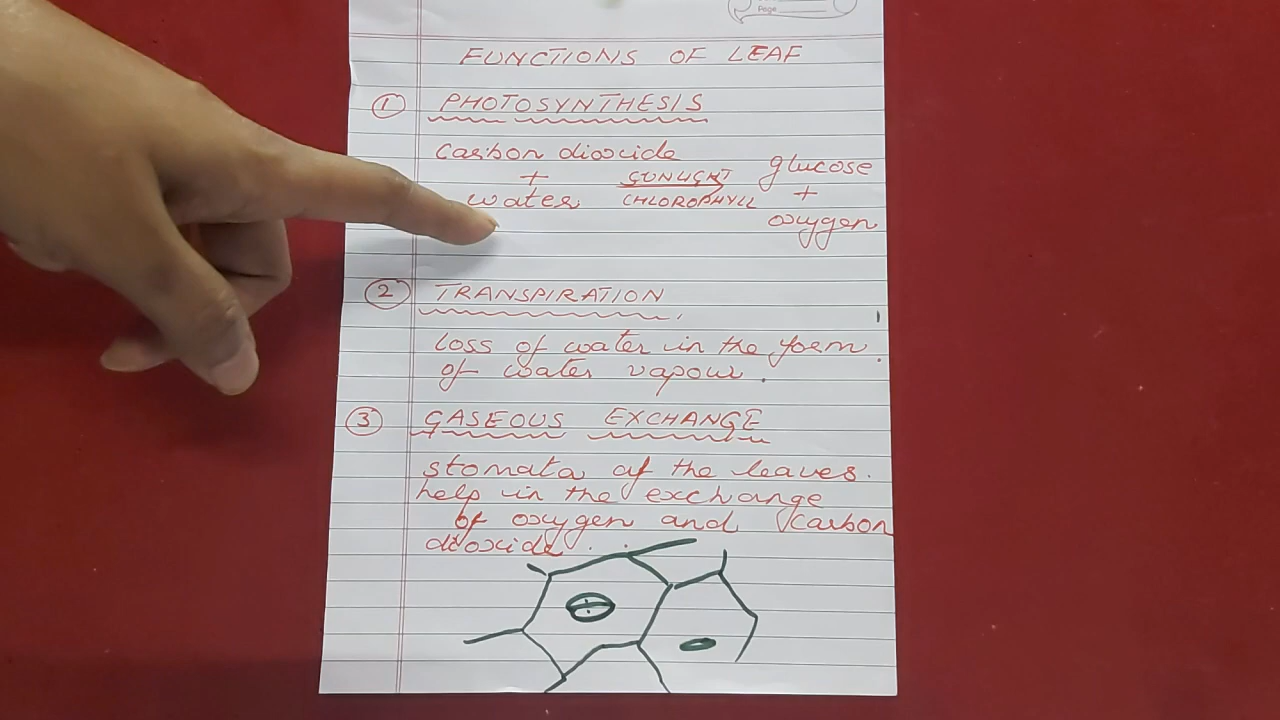 Page
FUNCTIONS OF LEAF
① PHOTOSYNTHESIS
Carbon dioxide
+
water
SUNLIGHT
CHLOROPHYLL
glucose
+
oxygen
② TRANSPIRATION
loss of water in the form
of water vapour.
③ GASEOUS EXCHANGE
stomata of the leaves.
help in the exchange
of oxygen and carbon
dioxide.